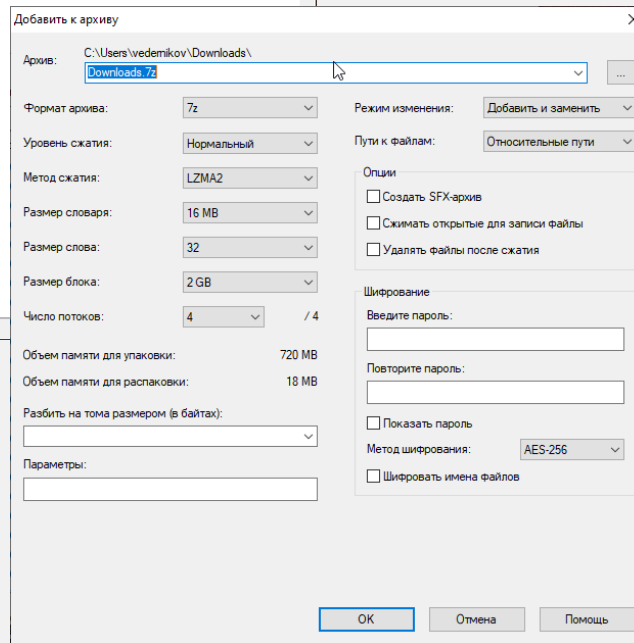 Добавить к архиву
Архив:
C:\Users\vedernikov\Downloads\
Downloads.7z
...
Формат архива:
7z
Уровень сжатия:
Нормальный
Метод сжатия:
LZMA2
Размер словаря:
16 MB
Размер слова:
32
Размер блока:
2 GB
Число потоков:
4
/ 4
Объем памяти для упаковки:
720 MB
Объем памяти для распаковки:
18 MB
Разбить на тома размером (в байтах):
Параметры:
Режим изменения:
Добавить и заменить
Пути к файлам:
Относительные пути
Опции
Создать SFX-архив
Сжимать открытые для записи файлы
Удалять файлы после сжатия
Шифрование
Введите пароль:
Повторите пароль:
Показать пароль
Метод шифрования:
AES-256
Шифровать имена файлов
OK
Отмена
Помощь